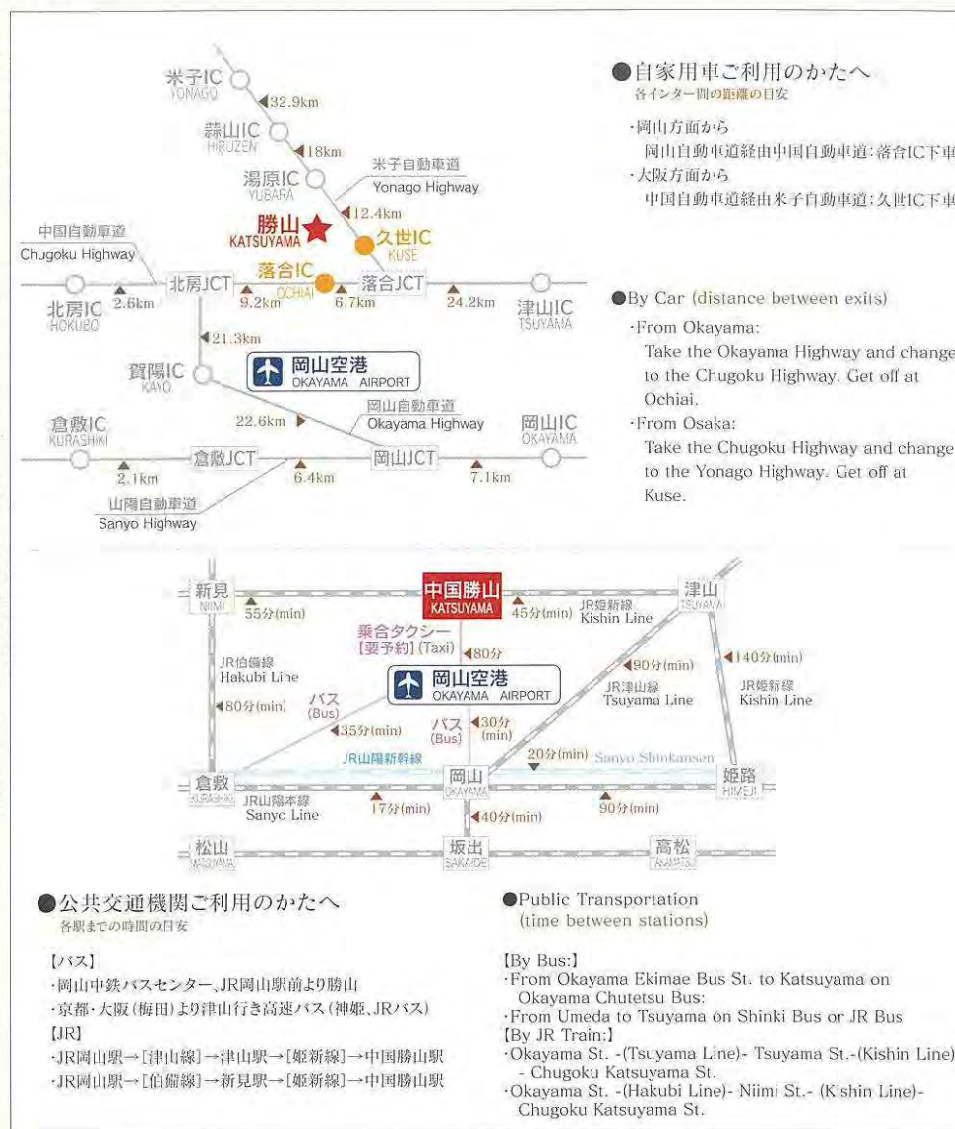 米子IC
YONAGO
32.9km
蒜山IC
HIRUZEN
18km
湯原IC
YUBARA
米子自動車道
Yonago Highway
12.4km
勝山
KATSUYAMA
久世IC
KUSE
中国自動車道
Chugoku Highway
北房JCT
落合IC
OCHIAI
落合JCT
北房IC
HOKUBO
2.6km
9.2km
6.7km
24.2km
津山IC
TSUYAMA
21.3km
賀陽IC
KAYO
岡山空港
OKAYAMA AIRPORT
22.6km
岡山自動車道
Okayama Highway
倉敷IC
KURASHIKI
倉敷JCT
岡山JCT
岡山IC
OKAYAMA
2.1km
6.4km
7.1km
山陽自動車道
Sanyo Highway
●自家用車ご利用のかたへ
各インター間の距離の目安
・岡山方面から
岡山自動車道経由中国自動車道:落合IC下車
・大阪方面から
中国自動車道経由米子自動車道:久世IC下車
●By Car (distance between exits)
・From Okayama:
Take the Okayama Highway and change
to the Chugoku Highway. Get off at
Ochiai.
・From Osaka:
Take the Chugoku Highway and change
to the Yonago Highway. Get off at
Kuse.
新見
NIIMI
中国勝山
KATSUYAMA
津山
TSUYAMA
55分(min)
45分(min)
JR姫新線
Kishin Line
乗合タクシー
【要予約】(Taxi)
80分
JR伯備線
Hakubi Line
80分(min)
岡山空港
OKAYAMA AIRPORT
90分(min)
JR津山線
Tsuyama Line
140分(min)
JR姫新線
Kishin Line
バス
(Bus)
35分(min)
バス
(Bus)
30分
(min)
JR山陽新幹線
20分(min)
Sanyo Shinkansen
倉敷
KURASHIKI
岡山
OKAYAMA
姫路
HIMEJI
JR山陽本線
Sanyo Line
17分(min)
90分(min)
40分(min)
松山
MATSUYAMA
坂出
SAKAIDE
高松
TAKAMATSU
●公共交通機関ご利用のかたへ
各駅までの時間の目安
【バス】
・岡山中鉄バスセンター、JR岡山駅前より勝山
・京都・大阪(梅田)より津山行き高速バス(神姫、JRバス)
【JR】
・JR岡山駅→[津山線]→津山駅→[姫新線]→中国勝山駅
・JR岡山駅→[伯備線]→新見駅→[姫新線]→中国勝山駅
●Public Transportation
(time between stations)
【By Bus:】
・From Okayama Ekimae Bus St. to Katsuyama on
Okayama Chutetsu Bus:
・From Umeda to Tsuyama on Shinki Bus or JR Bus
【By JR Train:】
・Okayama St. -(Tsuyama Line)- Tsuyama St.-(Kishin Line)
- Chugoku Katsuyama St.
・Okayama St. -(Hakubi Line)- Niimi St.- (Kishin Line)-
Chugoku Katsuyama St.